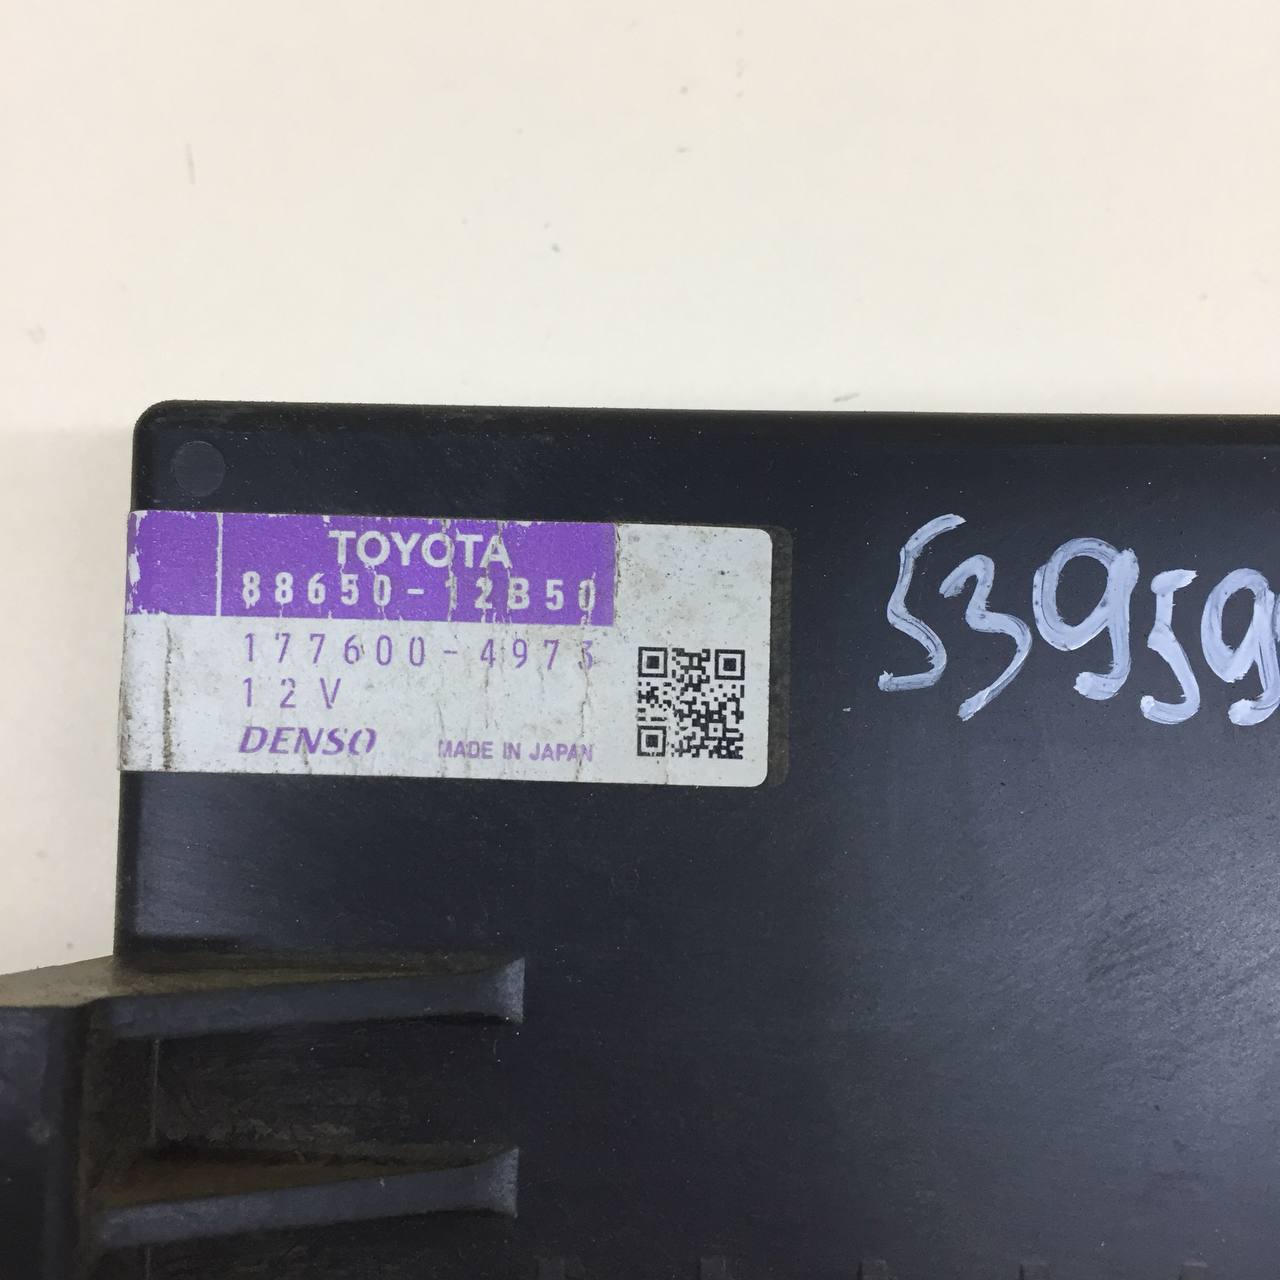 TOYOTA
88650-12B50
177600-4973
12V
DENSO MADE IN JAPAN
53959